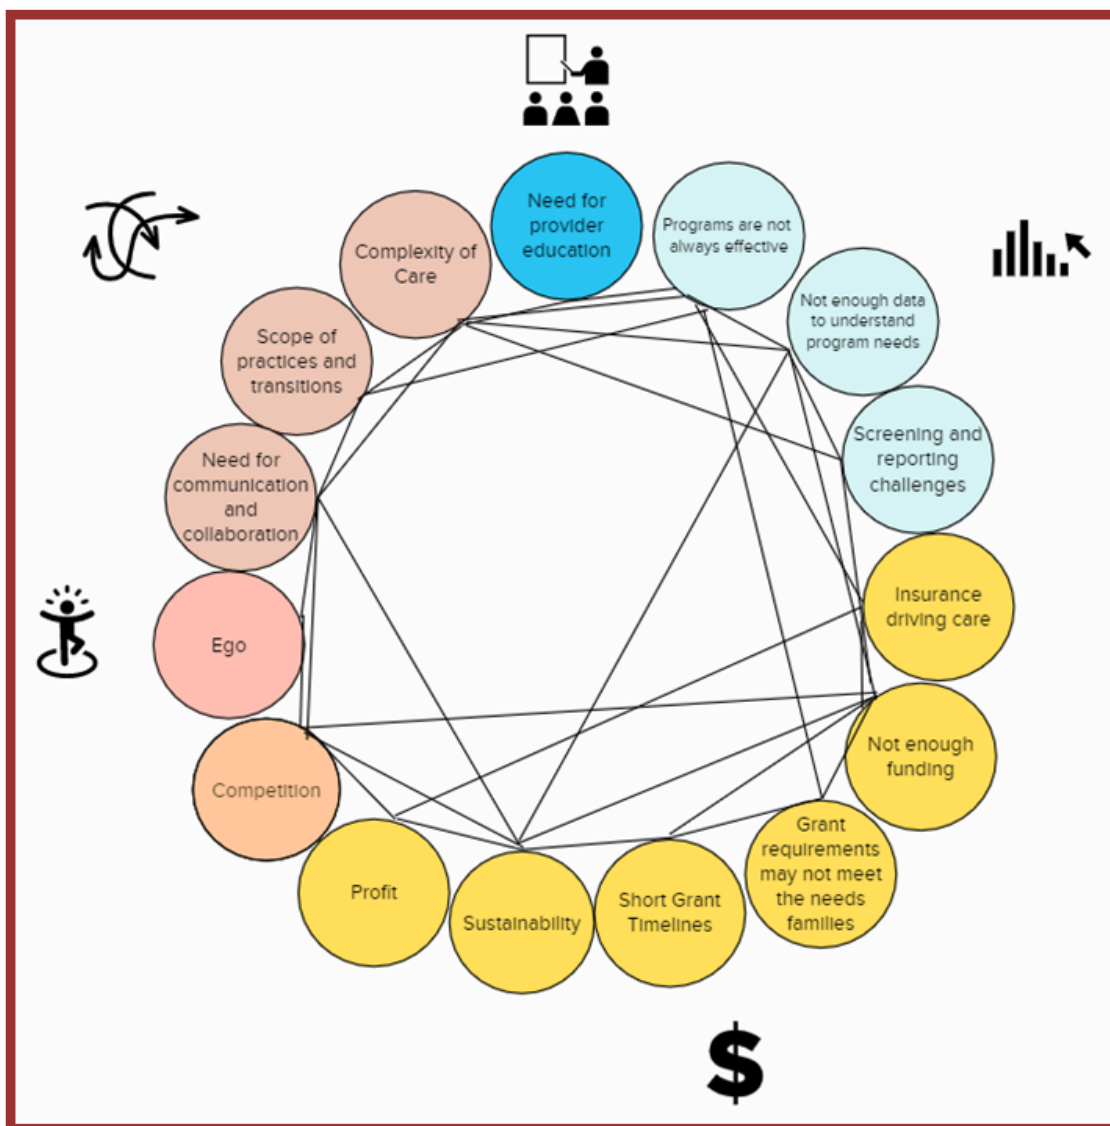 Need for
provider
education
Programs are not
always effective
Not enough data
to understand
program needs
Screening and
reporting
challenges
Insurance
driving care
Not enough
funding
Grant
requirements
may not meet
the needs
families
Short Grant
Timelines
Sustainability
Profit
Competition
Ego
Need for
communication
and
collaboration
Scope of
practices and
transitions
Complexity of
Care
$